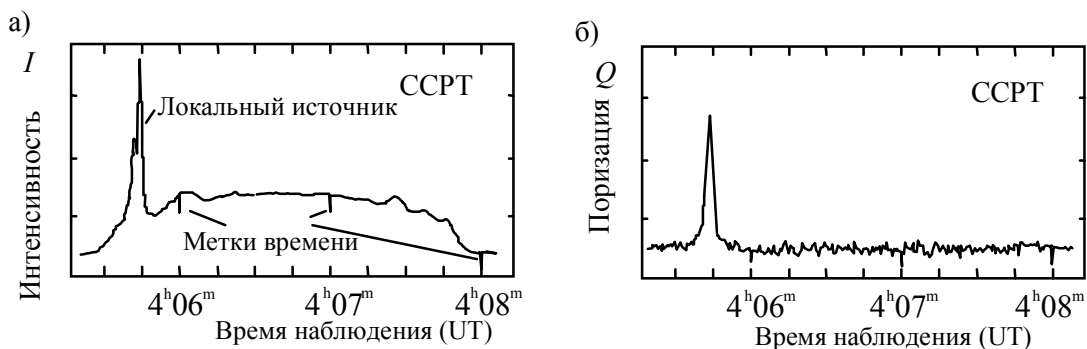 а)
I
Интенсивность
ССРТ
Локальный источник
Метки времени
4ʰ06ᵐ 4ʰ07ᵐ 4ʰ08ᵐ
Время наблюдения (UT)
б)
Поризация Q
ССРТ
4ʰ06ᵐ 4ʰ07ᵐ 4ʰ08ᵐ
Время наблюдения (UT)